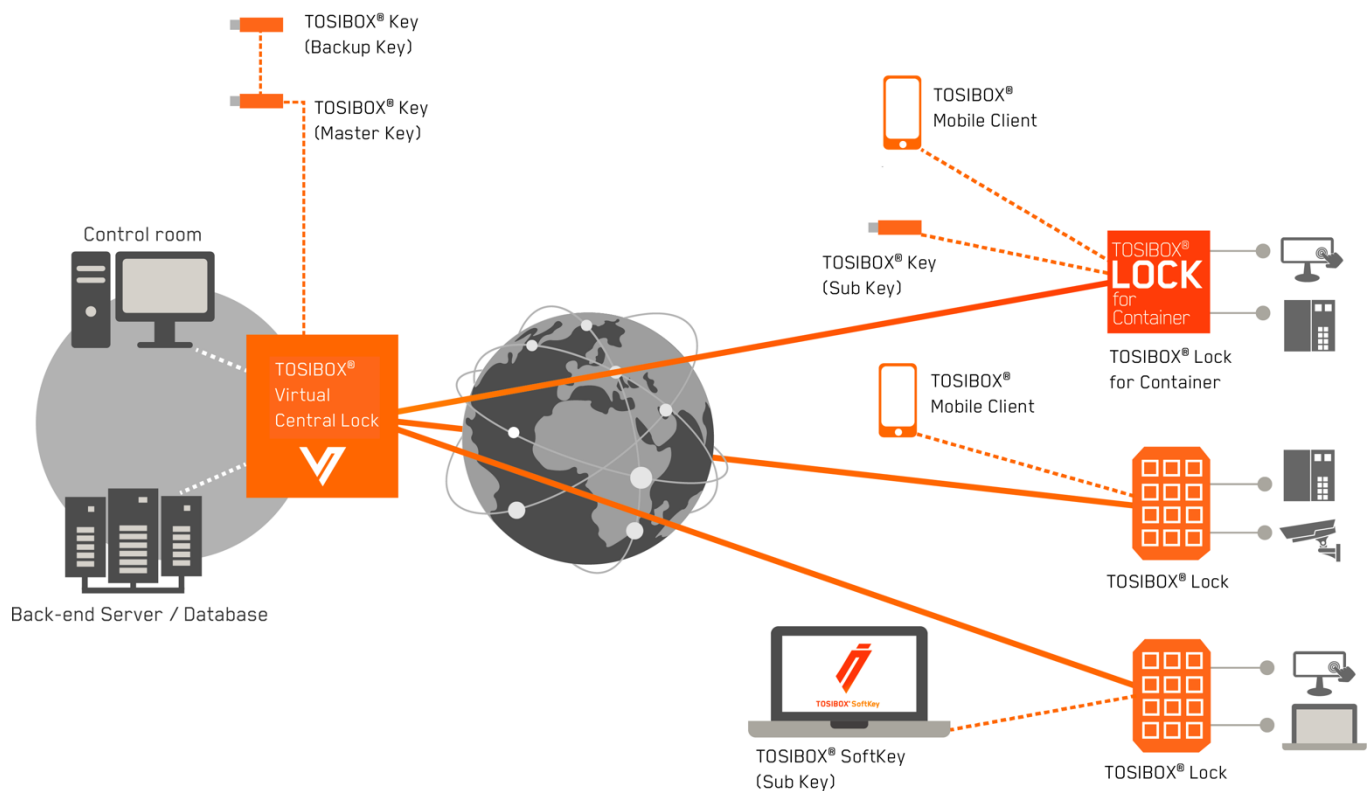 TOSIBOX® Key
(Backup Key)
TOSIBOX® Key
(Master Key)
Control room
TOSIBOX®
Virtual
Central Lock
Back-end Server / Database
TOSIBOX®
Mobile Client
TOSIBOX® Key
(Sub Key)
TOSIBOX®
LOCK
for
Container
TOSIBOX® Lock
for Container
TOSIBOX®
Mobile Client
TOSIBOX® Lock
TOSIBOX® SoftKey
TOSIBOX® SoftKey
(Sub Key)
TOSIBOX® Lock